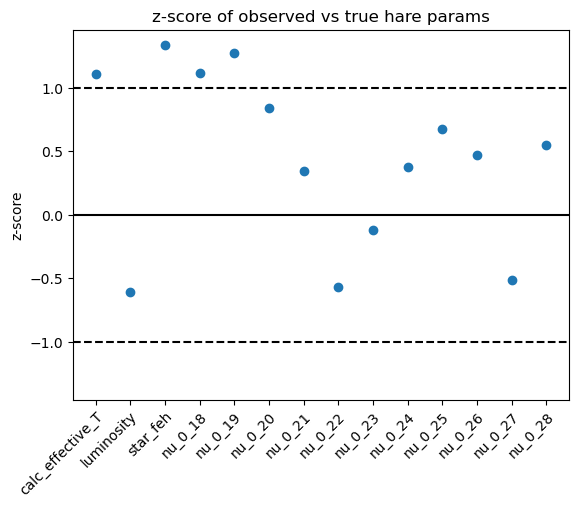 z-score of observed vs true hare params
z-score
1.0
0.5
0.0
−0.5
−1.0
calc_effective_T
luminosity
star_feh
nu_0_18
nu_0_19
nu_0_20
nu_0_21
nu_0_22
nu_0_23
nu_0_24
nu_0_25
nu_0_26
nu_0_27
nu_0_28